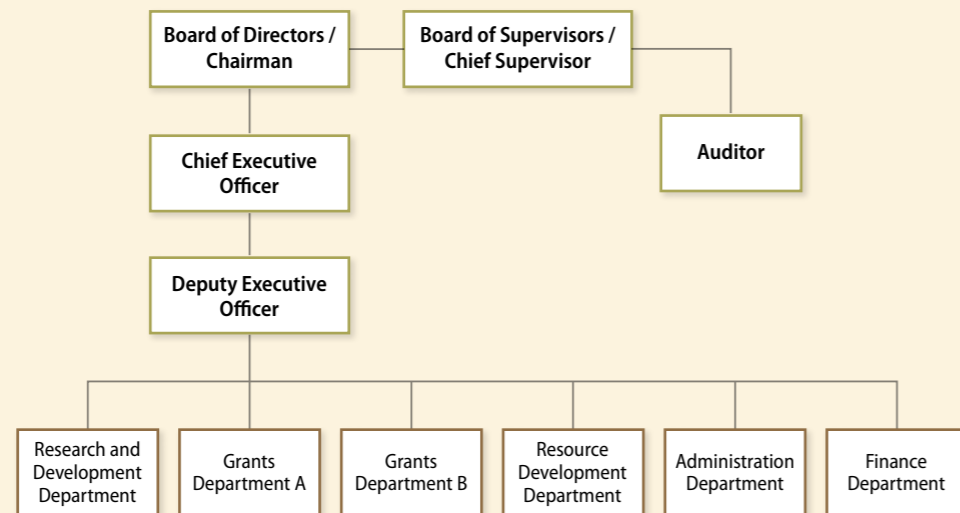 Board of Directors /
Chairman
Board of Supervisors /
Chief Supervisor
Auditor
Chief Executive
Officer
Deputy Executive
Officer
Research and
Development
Department
Grants
Department A
Grants
Department B
Resource
Development
Department
Administration
Department
Finance
Department